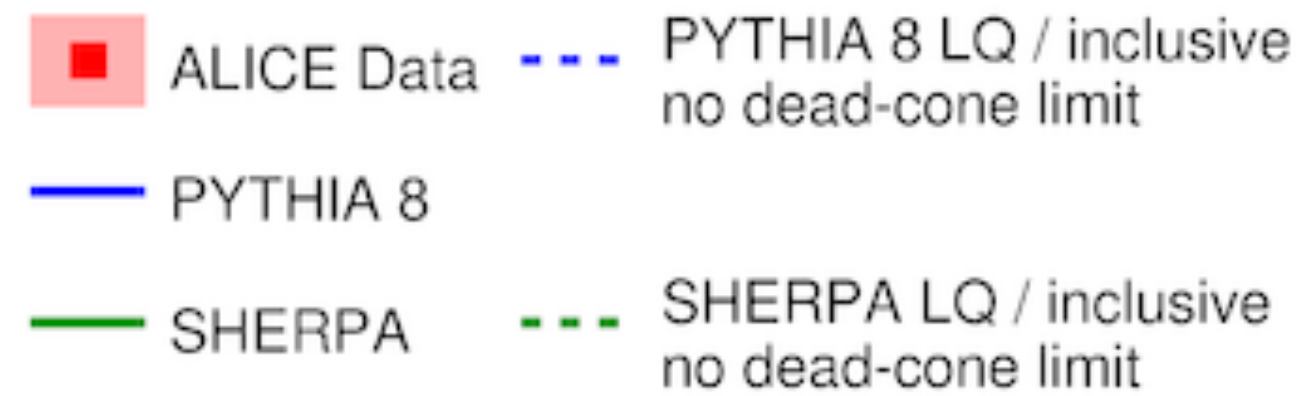 ALICE Data
PYTHIA 8 LQ / inclusive
no dead-cone limit
PYTHIA 8
SHERPA
SHERPA LQ / inclusive
no dead-cone limit